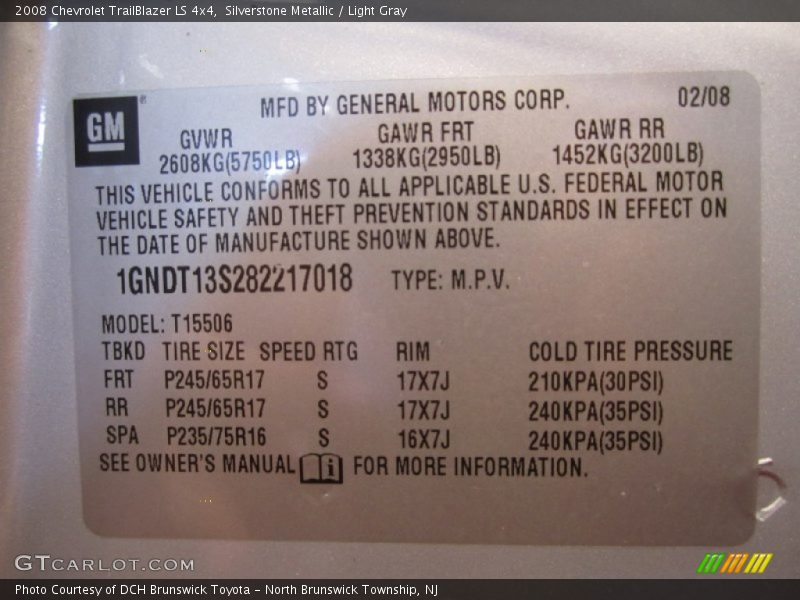 2008 Chevrolet TrailBlazer LS 4x4,  Silverstone Metallic / Light Gray
GM ® MFD BY GENERAL MOTORS CORP. 02/08
GVWR GAWR FRT GAWR RR
2608KG(5750LB) 1338KG(2950LB) 1452KG(3200LB)
THIS VEHICLE CONFORMS TO ALL APPLICABLE U.S. FEDERAL MOTOR
VEHICLE SAFETY AND THEFT PREVENTION STANDARDS IN EFFECT ON
THE DATE OF MANUFACTURE SHOWN ABOVE.
1GNDT13S282217018 TYPE: M.P.V.
MODEL: T15506
TBKD TIRE SIZE SPEED RTG RIM COLD TIRE PRESSURE
FRT P245/65R17 S 17X7J 210KPA(30PSI)
RR P245/65R17 S 17X7J 240KPA(35PSI)
SPA P235/75R16 S 16X7J 240KPA(35PSI)
SEE OWNER'S MANUAL i FOR MORE INFORMATION.
GTCARLOT.COM
Photo Courtesy of DCH Brunswick Toyota – North Brunswick Township, NJ